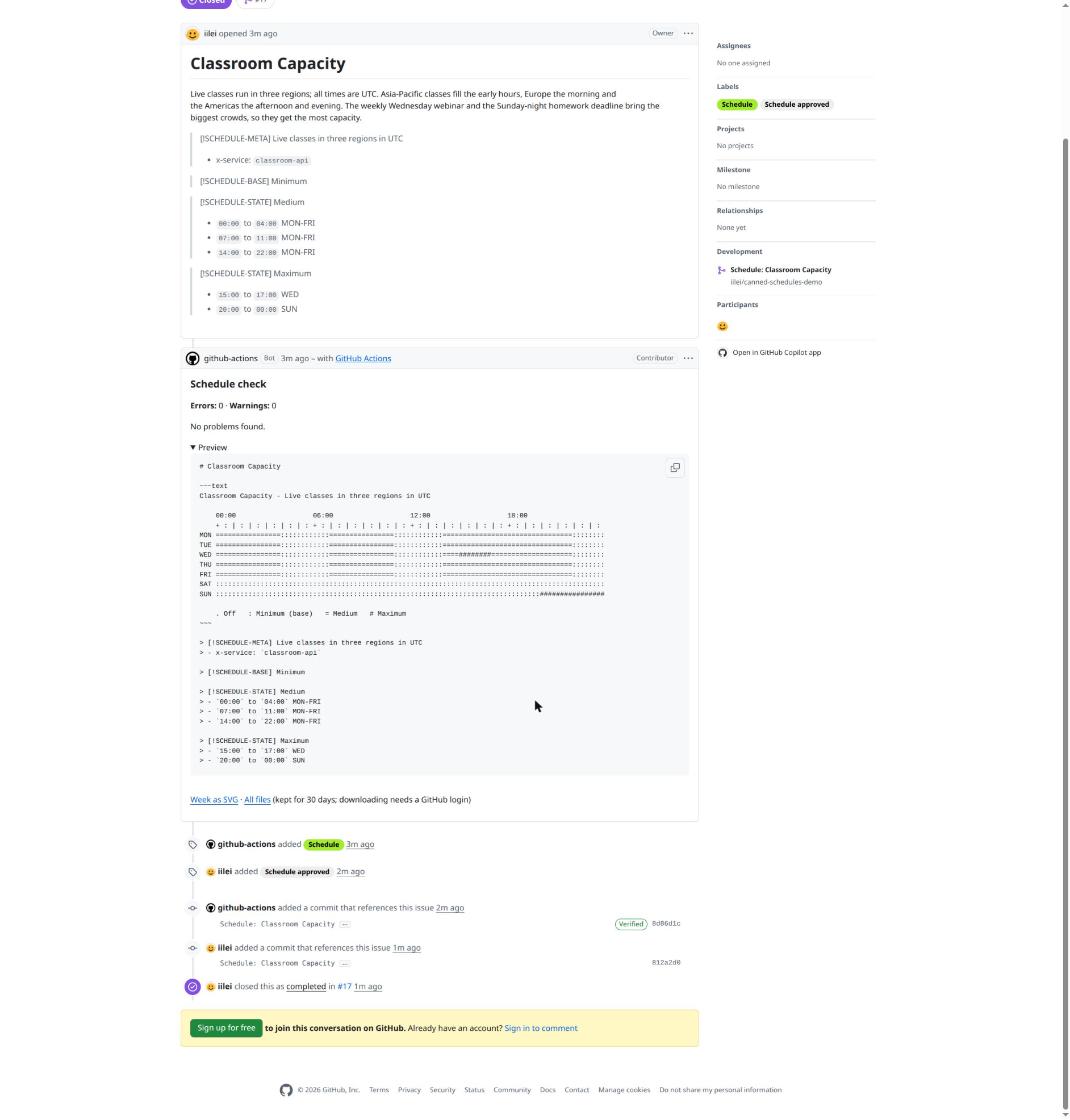 Closed
#17
iilei opened 3m ago
Owner
Classroom Capacity
Live classes run in three regions; all times are UTC. Asia-Pacific classes fill the early hours, Europe the morning and
the Americas the afternoon and evening. The weekly Wednesday webinar and the Sunday-night homework deadline bring the
biggest crowds, so they get the most capacity.
[!SCHEDULE-META] Live classes in three regions in UTC
• x-service: classroom-api
[!SCHEDULE-BASE] Minimum
[!SCHEDULE-STATE] Medium
• 00:00 to 04:00 MON-FRI
• 07:00 to 11:00 MON-FRI
• 14:00 to 22:00 MON-FRI
[!SCHEDULE-STATE] Maximum
• 15:00 to 17:00 WED
• 20:00 to 00:00 SUN
github-actions Bot 3m ago – with GitHub Actions
Contributor
Schedule check
Errors: 0 · Warnings: 0
No problems found.
▼ Preview
# Classroom Capacity
~~~text
Classroom Capacity - Live classes in three regions in UTC
00:00 06:00 12:00 18:00
+ : | : | : | : | : | : + : | : | : | : | : | : + : | : | : | : | : | : + : | : | : | : | : | :
MON ================::::::::::::================::::::::::::================================::::::::
TUE ================::::::::::::================::::::::::::================================::::::::
WED ================::::::::::::================::::::::::::====########====================::::::::
THU ================::::::::::::================::::::::::::================================::::::::
FRI ================::::::::::::================::::::::::::================================::::::::
SAT ::::::::::::::::::::::::::::::::::::::::::::::::::::::::::::::::::::::::::::::::::::::::::::::::
SUN ::::::::::::::::::::::::::::::::::::::::::::::::::::::::::::::::::::::::::::::::################
. Off : Minimum (base) = Medium # Maximum
~~~
> [!SCHEDULE-META] Live classes in three regions in UTC
> - x-service: `classroom-api`
> [!SCHEDULE-BASE] Minimum
> [!SCHEDULE-STATE] Medium
> - `00:00` to `04:00` MON-FRI
> - `07:00` to `11:00` MON-FRI
> - `14:00` to `22:00` MON-FRI
> [!SCHEDULE-STATE] Maximum
> - `15:00` to `17:00` WED
> - `20:00` to `00:00` SUN
Week as SVG · All files (kept for 30 days; downloading needs a GitHub login)
github-actions added Schedule 3m ago
iilei added Schedule approved 2m ago
github-actions added a commit that references this issue 2m ago
Schedule: Classroom Capacity ...
Verified 8d86d1c
iilei added a commit that references this issue 1m ago
Schedule: Classroom Capacity ...
812a2d0
iilei closed this as completed in #17 1m ago
Sign up for free to join this conversation on GitHub. Already have an account? Sign in to comment
Assignees
No one assigned
Labels
Schedule Schedule approved
Projects
No projects
Milestone
No milestone
Relationships
None yet
Development
Schedule: Classroom Capacity
iilei/canned-schedules-demo
Participants
Open in GitHub Copilot app
© 2026 GitHub, Inc. Terms Privacy Security Status Community Docs Contact Manage cookies Do not share my personal information